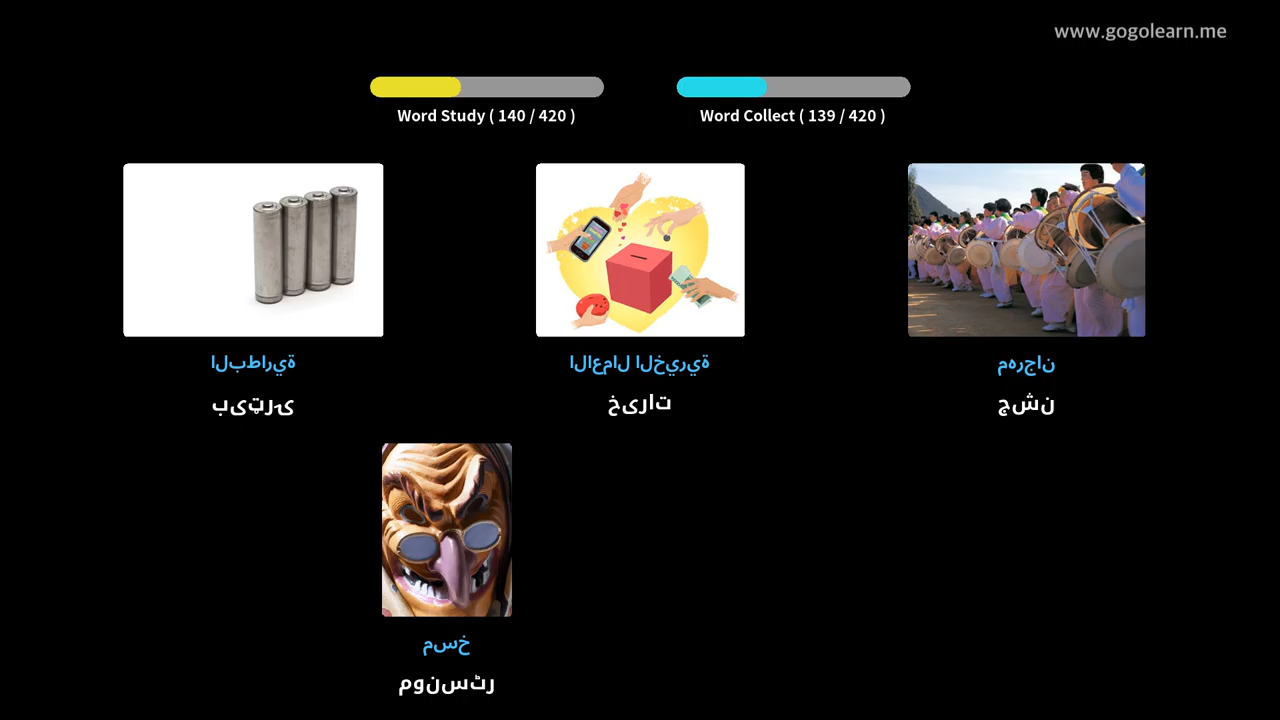 www.gogolearn.me
Word Study ( 140 / 420 )
Word Collect ( 139 / 420 )
البطارية
الاعمال الخيرية
مهرجان
بیټرۍ
خیرات
جشن
مسخ
مونسٹر